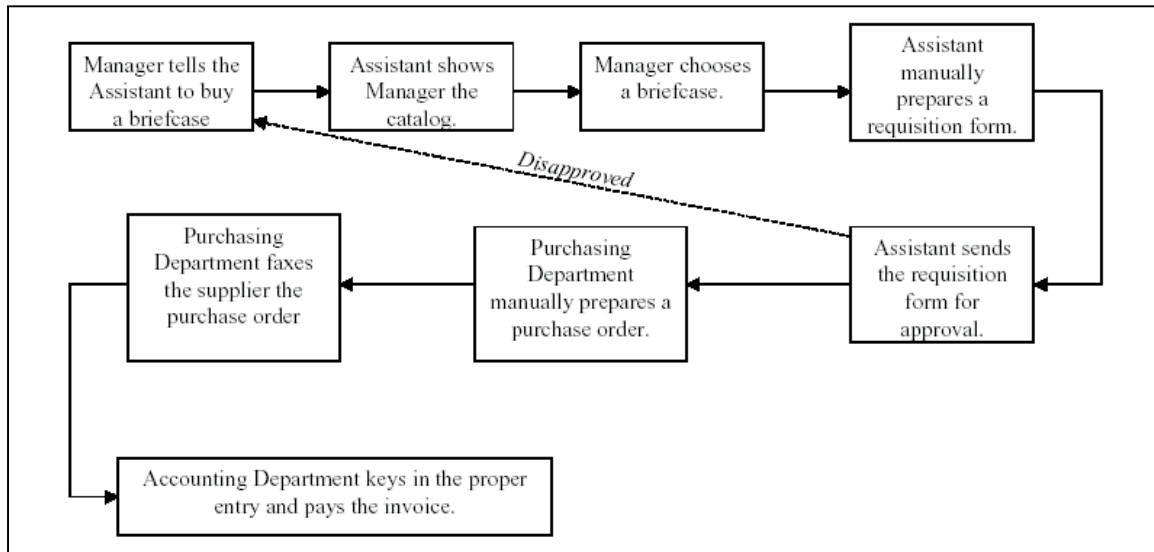 Manager tells the
Assistant to buy
a briefcase
Assistant shows
Manager the
catalog.
Manager chooses
a briefcase.
Assistant
manually
prepares a
requisition form.
Disapproved
Assistant sends
the requisition
form for
approval.
Purchasing
Department
manually prepares a
purchase order.
Purchasing
Department faxes
the supplier the
purchase order
Accounting Department keys in the proper
entry and pays the invoice.